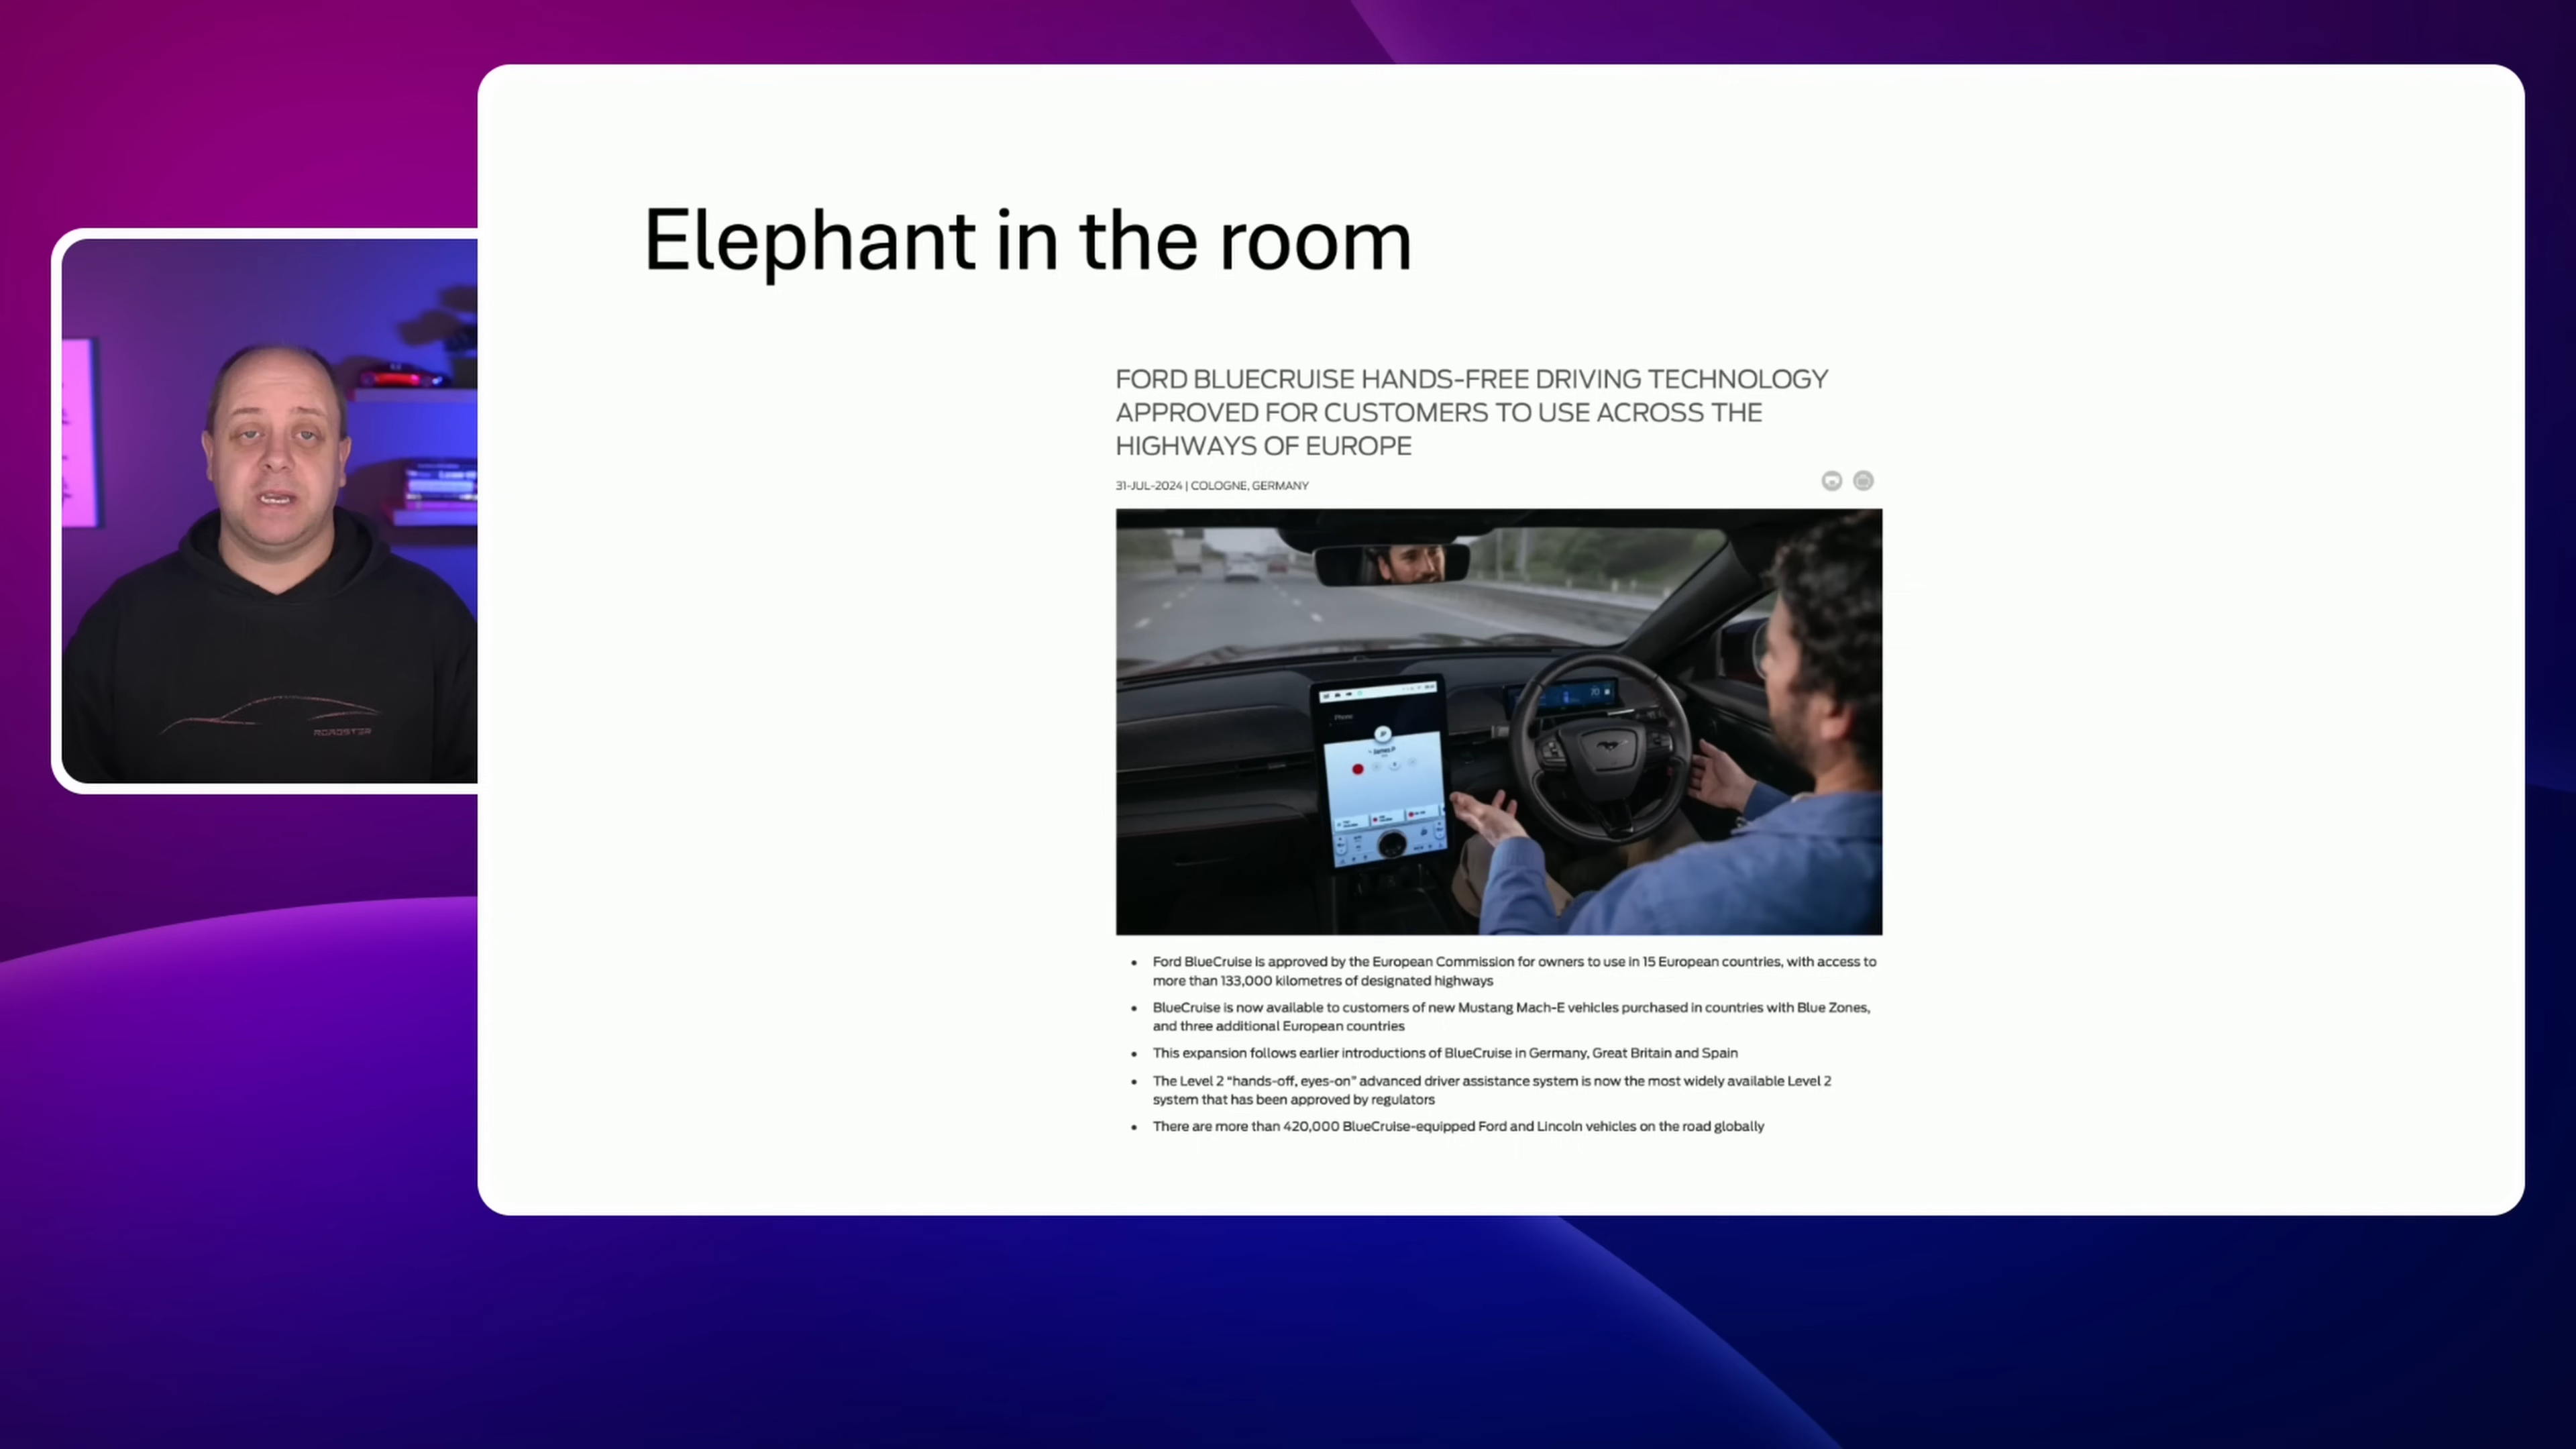 Elephant in the room
FORD BLUECRUISE HANDS-FREE DRIVING TECHNOLOGY
APPROVED FOR CUSTOMERS TO USE ACROSS THE
HIGHWAYS OF EUROPE
31-JUL-2024 | COLOGNE, GERMANY
ROADSTER
Phone
James P
70
• Ford BlueCruise is approved by the European Commission for owners to use in 15 European countries, with access to
more than 133,000 kilometres of designated highways
• BlueCruise is now available to customers of new Mustang Mach-E vehicles purchased in countries with Blue Zones,
and three additional European countries
• This expansion follows earlier introductions of BlueCruise in Germany, Great Britain and Spain
• The Level 2 “hands-off, eyes-on” advanced driver assistance system is now the most widely available Level 2
system that has been approved by regulators
• There are more than 420,000 BlueCruise-equipped Ford and Lincoln vehicles on the road globally